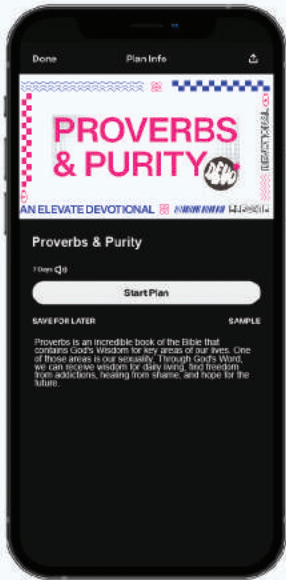 Done Plan Info
PROVERBS
& PURITY
DEVO
AN ELEVATE DEVOTIONAL
Proverbs & Purity
7 Days
Start Plan
SAVE FOR LATER SAMPLE
Proverbs is an incredible book of the Bible that
contains God's Wisdom for key areas of our lives. One
of those areas is our sexuality. Through God's Word,
we can receive wisdom for daily living, find freedom
from addictions, healing from shame, and hope for the
future.